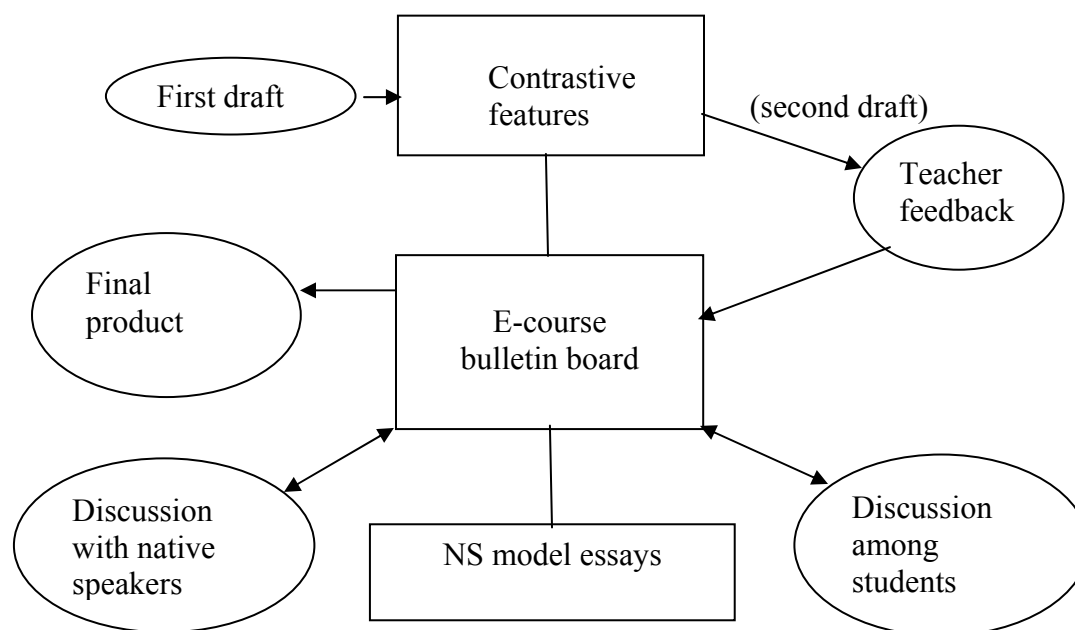 First draft
Contrastive
features
(second draft)
Teacher
feedback
Final
product
E-course
bulletin board
Discussion
with native
speakers
NS model essays
Discussion
among
students